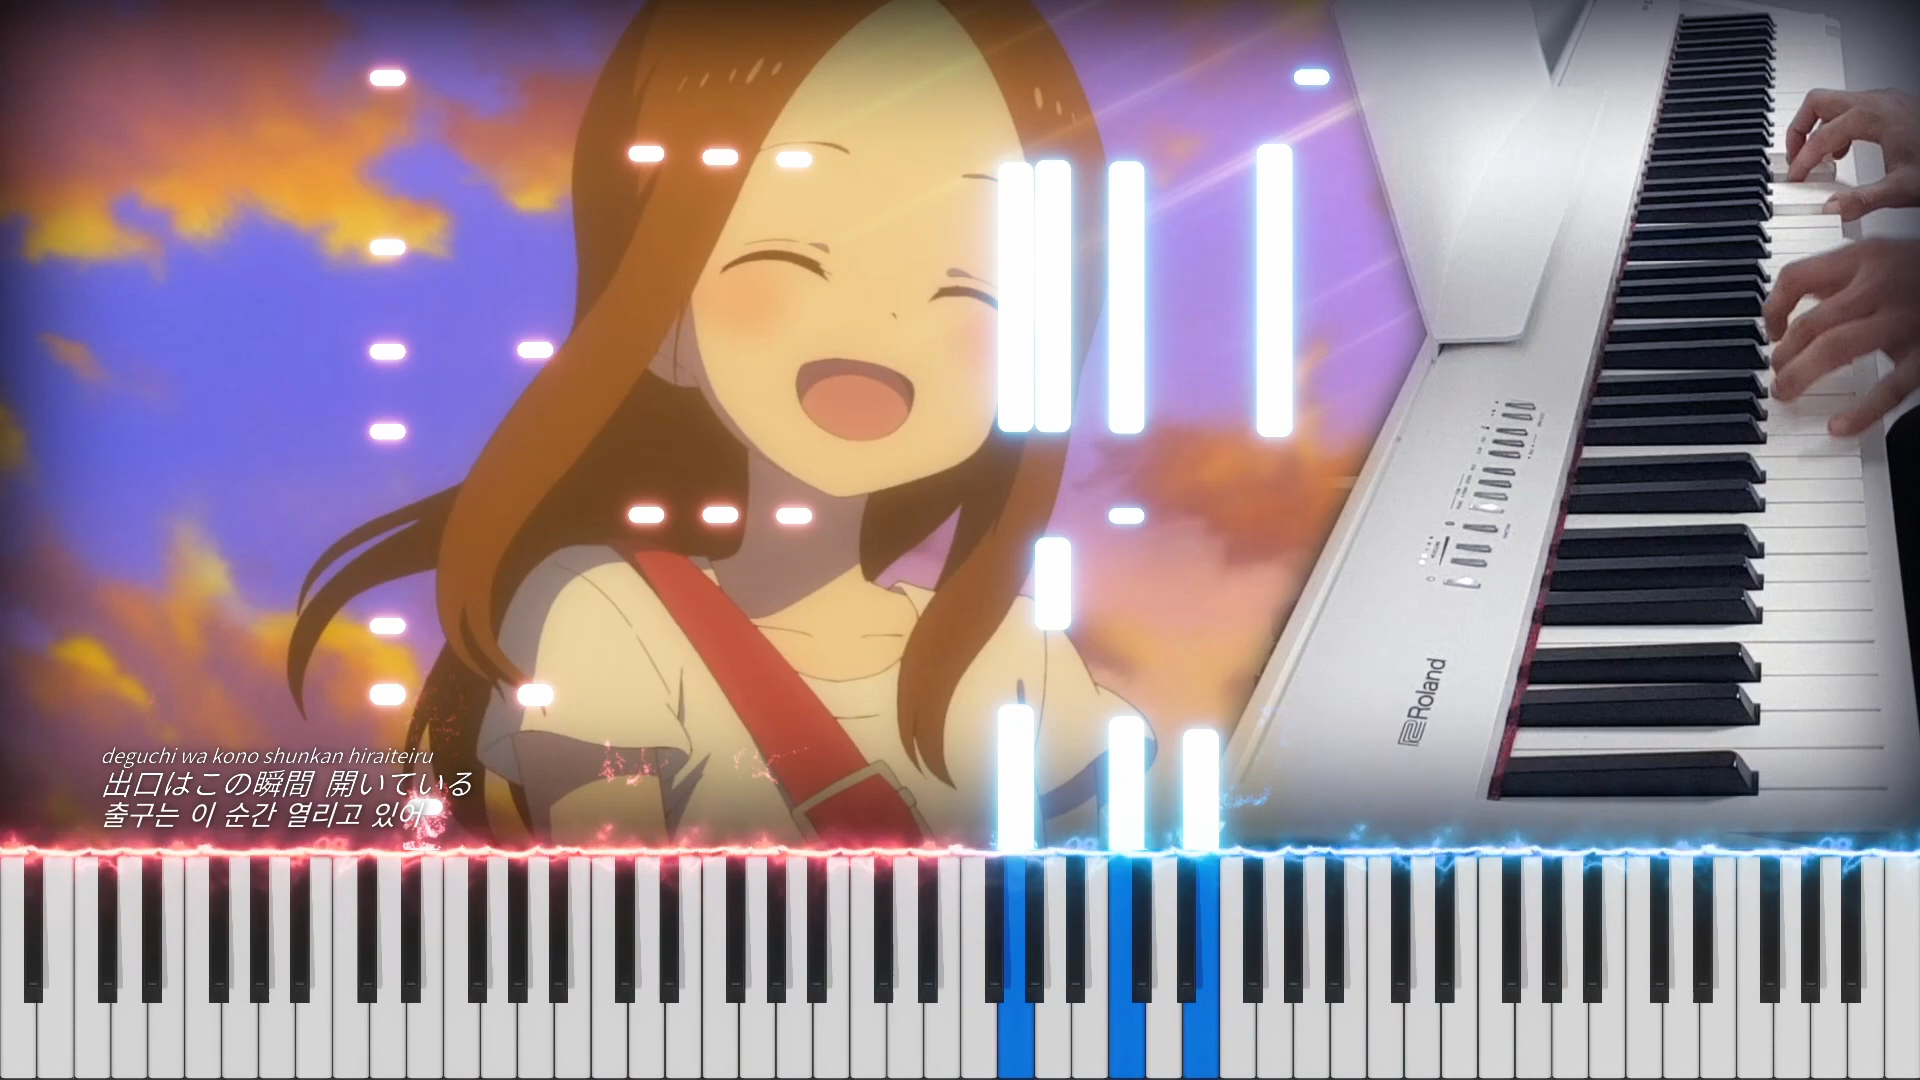 deguchi wa kono shunkan hiraiteiru
出口はこの瞬間 開いている
출구는 이 순간 열리고 있어
Roland